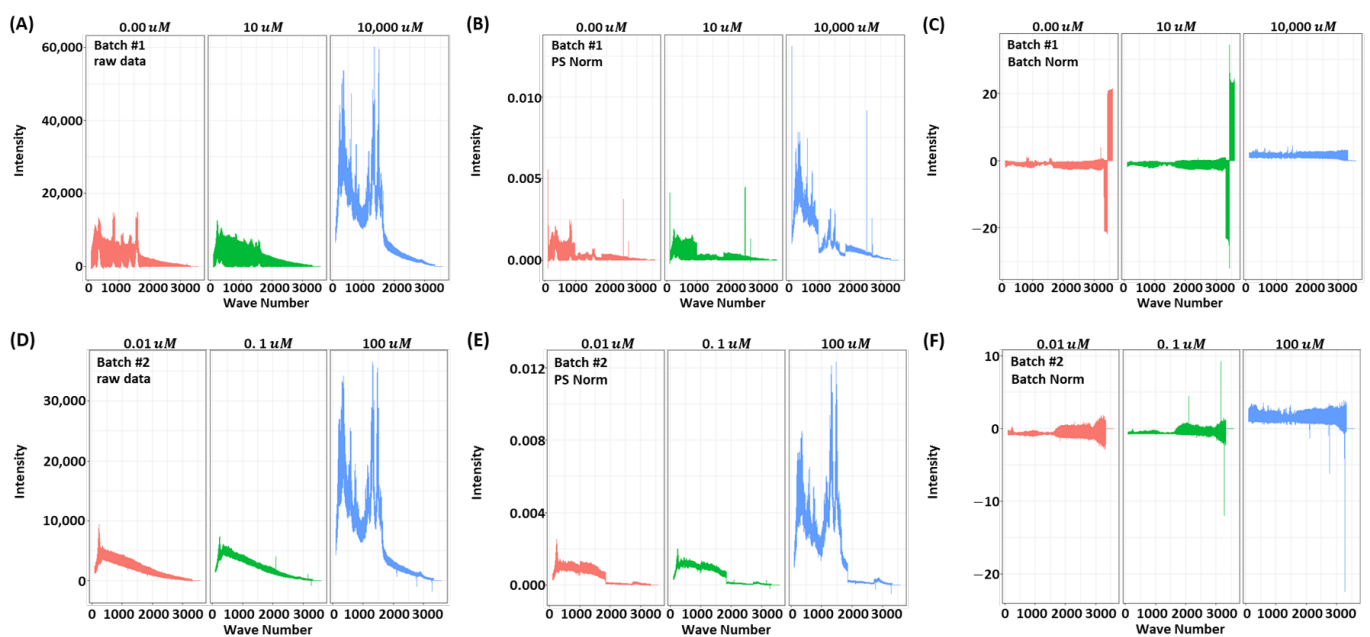 (A)
0.00 uM 10 uM 10,000 uM
Batch #1
raw data
60,000
40,000
20,000
0
Intensity
0 1000 2000 3000 0 1000 2000 3000 0 1000 2000 3000
Wave Number
(B)
0.00 uM 10 uM 10,000 uM
Batch #1
PS Norm
0.010
0.005
0.000
Intensity
0 1000 2000 3000 0 1000 2000 3000 0 1000 2000 3000
Wave Number
(C)
0.00 uM 10 uM 10,000 uM
Batch #1
Batch Norm
20
0
−20
Intensity
0 1000 2000 3000 0 1000 2000 3000 0 1000 2000 3000
Wave Number
(D)
0.01 uM 0. 1 uM 100 uM
Batch #2
raw data
30,000
20,000
10,000
0
Intensity
0 1000 2000 3000 0 1000 2000 3000 0 1000 2000 3000
Wave Number
(E)
0.01 uM 0. 1 uM 100 uM
Batch #2
PS Norm
0.012
0.008
0.004
0.000
Intensity
0 1000 2000 3000 0 1000 2000 3000 0 1000 2000 3000
Wave Number
(F)
0.01 uM 0. 1 uM 100 uM
Batch #2
Batch Norm
10
0
−10
−20
Intensity
0 1000 2000 3000 0 1000 2000 3000 0 1000 2000 3000
Wave Number